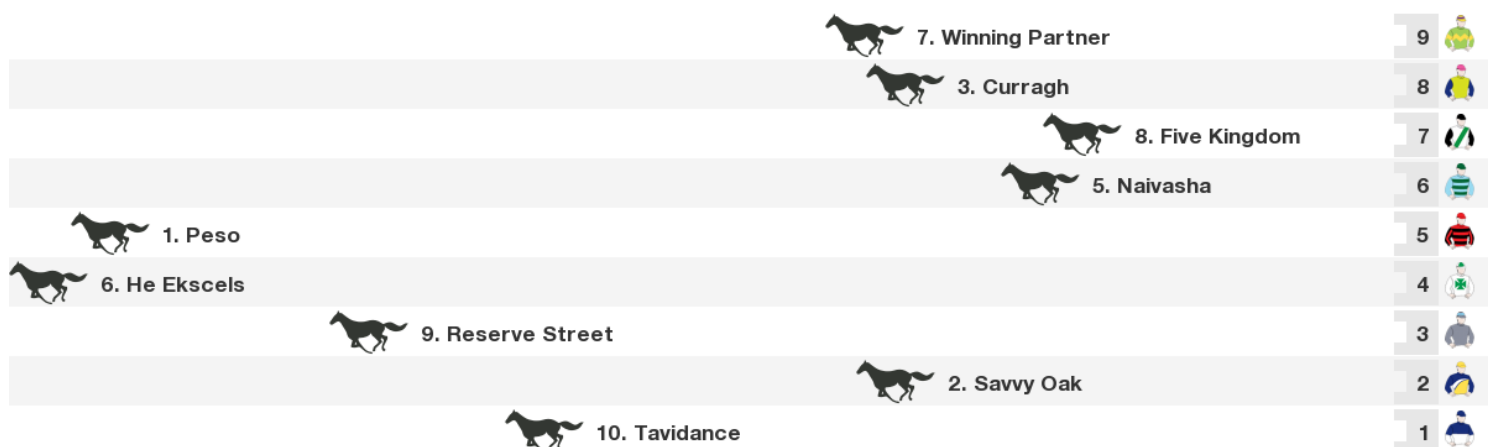 7. Winning Partner 9
3. Curragh 8
8. Five Kingdom 7
5. Naivasha 6
1. Peso 5
6. He Ekscels 4
9. Reserve Street 3
2. Savvy Oak 2
10. Tavidance 1